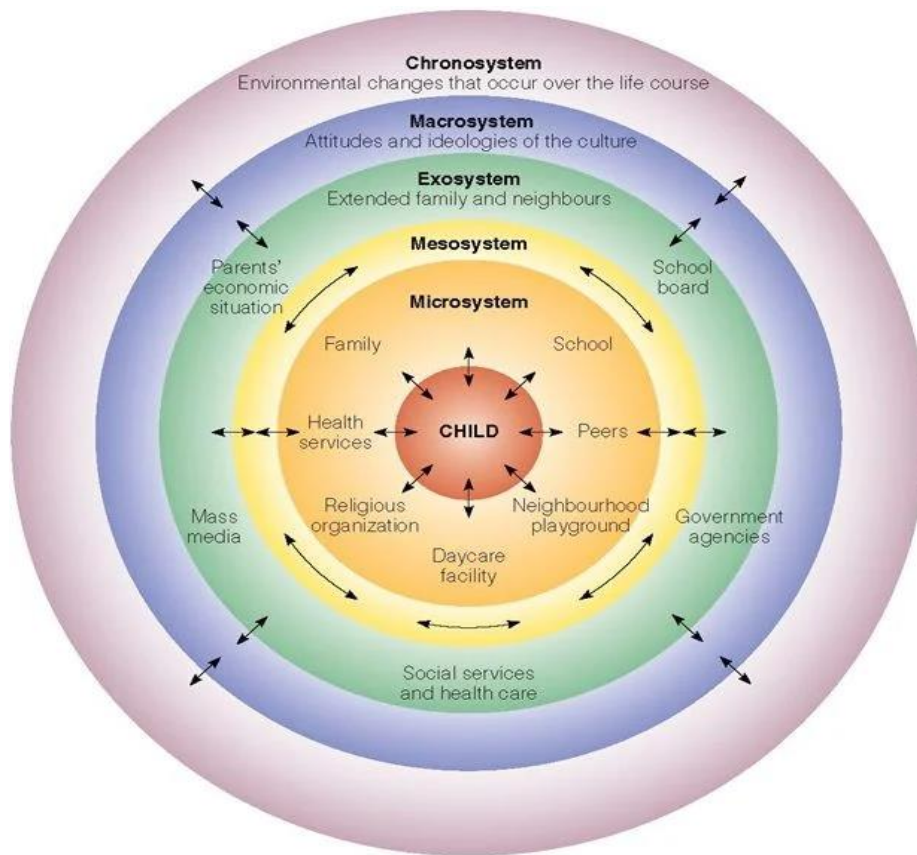 Chronosystem
Environmental changes that occur over the life course
Macrosystem
Attitudes and ideologies of the culture
Exosystem
Extended family and neighbours
Mesosystem
Parents'
economic
situation
School
board
Microsystem
Family
School
Health
services
CHILD
Peers
Religious
organization
Neighbourhood
playground
Mass
media
Government
agencies
Daycare
facility
Social services
and health care